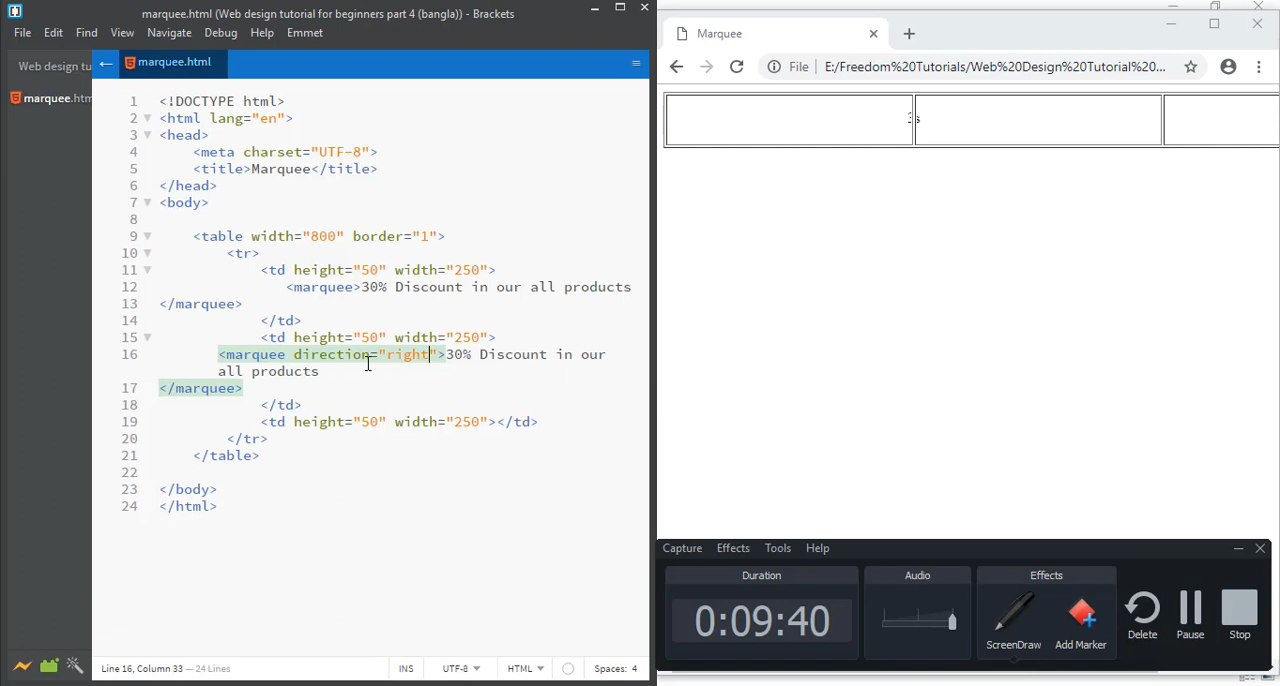 marquee.html (Web design tutorial for beginners part 4 (bangla)) - Brackets
File Edit Find View Navigate Debug Help Emmet
Web design tu
marquee.htm
marquee.html
1 <!DOCTYPE html>
2 <html lang="en">
3 <head>
4 <meta charset="UTF-8">
5 <title>Marquee</title>
6 </head>
7 <body>
8
9 <table width="800" border="1">
10 <tr>
11 <td height="50" width="250">
12 <marquee>30% Discount in our all products
13 </marquee>
14 </td>
15 <td height="50" width="250">
16 <marquee direction="right">30% Discount in our
all products
17 </marquee>
18 </td>
19 <td height="50" width="250"></td>
20 </tr>
21 </table>
22
23 </body>
24 </html>
Line 16, Column 33 — 24 Lines
INS UTF-8 HTML Spaces: 4
Marquee
File E:/Freedom%20Tutorials/Web%20Design%20Tutorial%20...
Capture Effects Tools Help
Duration
0:09:40
Audio
Effects
ScreenDraw
Add Marker
Delete
Pause
Stop